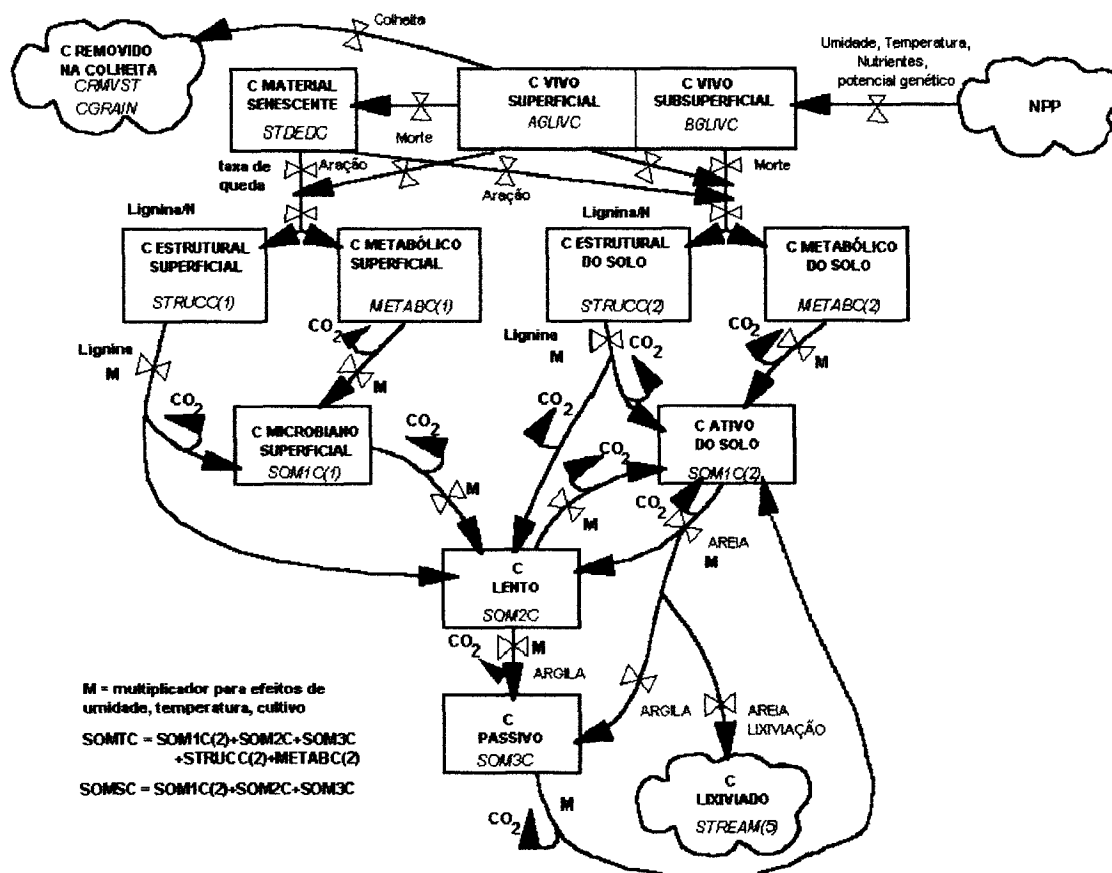 Colheita
C REMOVIDO
NA COLHEITA
CRMVST
CGRAIN
C MATERIAL
SENESCENTE
STDEDC
C VIVO
SUPERFICIAL
AGLIVC
C VIVO
SUBSUPERFICIAL
BGLIVC
Umidade, Temperatura,
Nutrientes,
potencial genético
NPP
Morte
taxa de
queda
Aração
Aração
Morte
Lignina/N
Lignina/N
C ESTRUTURAL
SUPERFICIAL
STRUCC(1)
C METABÓLICO
SUPERFICIAL
METABC(1)
C ESTRUTURAL
DO SOLO
STRUCC(2)
C METABÓLICO
DO SOLO
METABC(2)
Lignina
M
CO2
M
Lignina
M
CO2
CO2
M
CO2
C MICROBIANO
SUPERFICIAL
SOM1C(1)
CO2
M
CO2
CO2
M
C ATIVO
DO SOLO
SOM1C(2)
CO2
AREIA
M
C
LENTO
SOM2C
CO2
M
ARGILA
C
PASSIVO
SOM3C
ARGILA
AREIA
LIXIVIAÇÃO
C
LIXIVIADO
STREAM(5)
CO2
M
M = multiplicador para efeitos de
umidade, temperatura, cultivo
SOMTC = SOM1C(2)+SOM2C+SOM3C
+STRUCC(2)+METABC(2)
SOMSC = SOM1C(2)+SOM2C+SOM3C